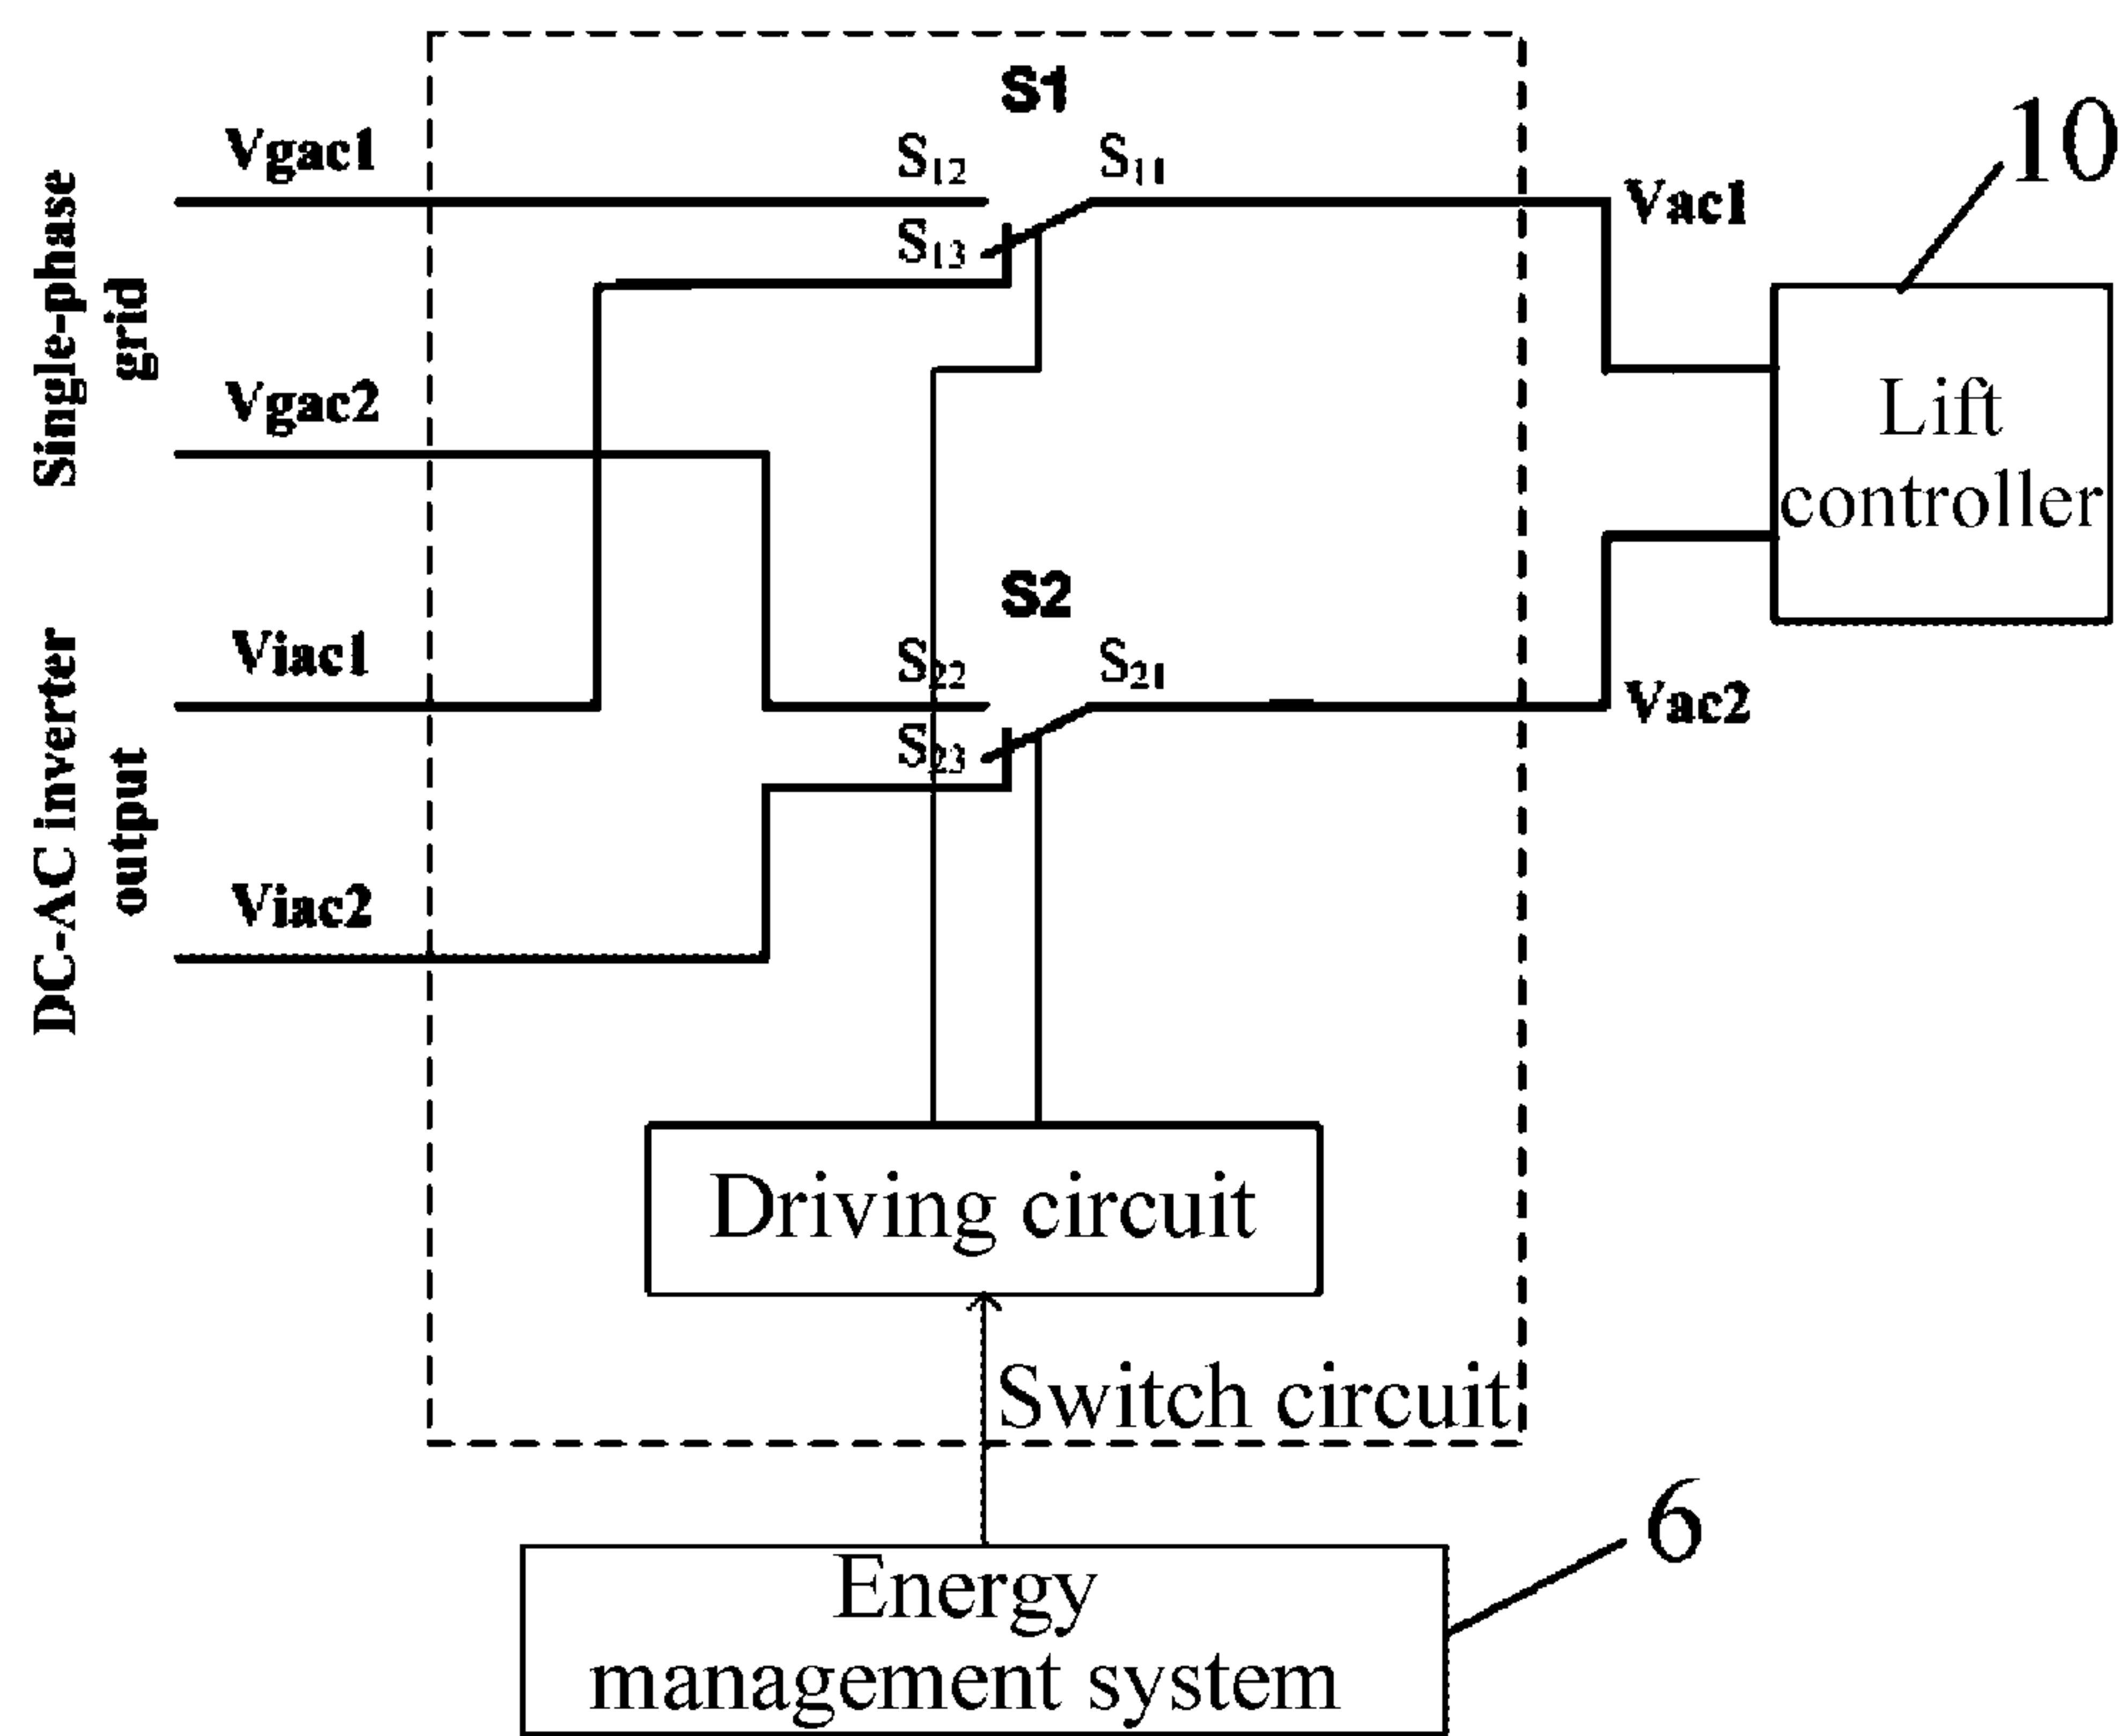 S1
10
Vgac1
S12
S11
Vac1
S13
Single-phase
grid
Vgac2
Lift
controller
S2
Viac1
S22
S21
Vac2
S23
DC-AC inverter
output
Viac2
Driving circuit
Switch circuit
6
Energy
management system